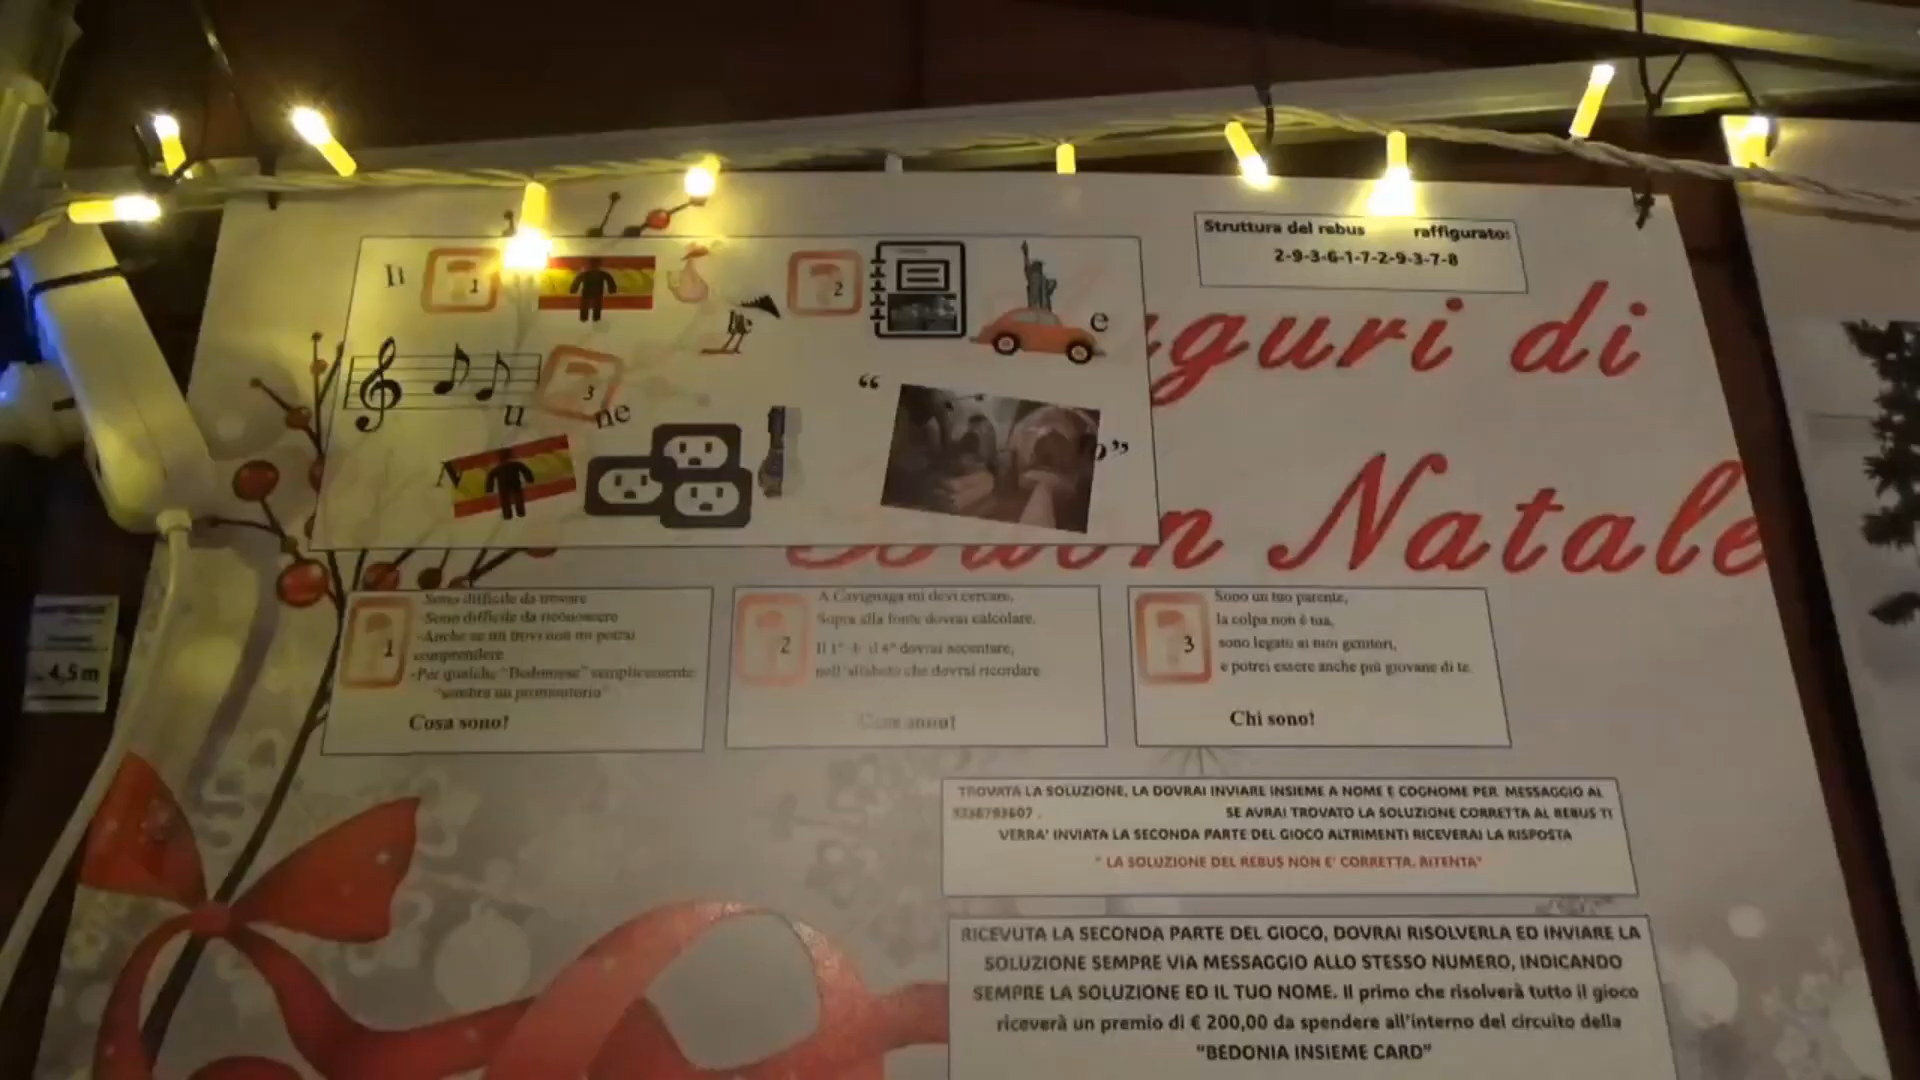 Struttura del rebus raffigurato:
2-9-3-6-1-7-2-9-3-7-8
Il
1
2
le
e
3
u
ne
N
“
o”
Auguri di
Buon Natale
1
-Sono difficile da trovare
-Sono difficile da riconoscere
-Anche se mi trovi non mi potrai
comprendere
-Per qualche “Bedonnese” semplicemente
“sembra un promontorio”
Cosa sono!
2
A Cavignaga mi devi cercare,
Sopra alla fonte dovrai calcolare.
Il 1° il 4° dovrai accentare,
nell’alfabeto che dovrai ricordare
Cosa sono!
3
Sono un tuo parente,
la colpa non è tua,
sono legato ai tuoi genitori,
e potrei essere anche più giovane di te.
Chi sono!
TROVATA LA SOLUZIONE, LA DOVRAI INVIARE INSIEME A NOME E COGNOME PER MESSAGGIO AL
SE AVRAI TROVATO LA SOLUZIONE CORRETTA AL REBUS TI
VERRA' INVIATA LA SECONDA PARTE DEL GIOCO ALTRIMENTI RICEVERAI LA RISPOSTA
" LA SOLUZIONE DEL REBUS NON E' CORRETTA, RITENTA"
RICEVUTA LA SECONDA PARTE DEL GIOCO, DOVRAI RISOLVERLA ED INVIARE LA
SOLUZIONE SEMPRE VIA MESSAGGIO ALLO STESSO NUMERO, INDICANDO
SEMPRE LA SOLUZIONE ED IL TUO NOME. Il primo che risolverà tutto il gioco
riceverà un premio di € 200,00 da spendere all'interno del circuito della
"BEDONIA INSIEME CARD"
4,5 m